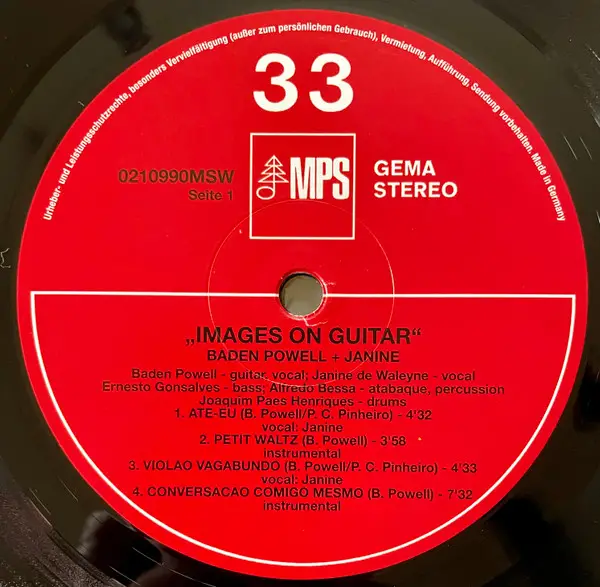 Urheber- und Leistungsschutzrechte, besonders Vervielfältigung (außer zum persönlichen Gebrauch), Vermietung, Aufführung, Sendung vorbehalten. Made in Germany
33
0210990MSW
Seite 1
MPS
GEMA
STEREO
„IMAGES ON GUITAR“
BADEN POWELL + JANINE
Baden Powell - guitar, vocal; Janine de Waleyne - vocal
Ernesto Gonsalves - bass; Alfredo Bessa - atabaque, percussion
Joaquim Paes Henriques - drums
1. ATE-EU (B. Powell/P. C. Pinheiro) - 4'32
vocal: Janine
2. PETIT WALTZ (B. Powell) - 3'58
instrumental
3. VIOLAO VAGABUNDO (B. Powell/P. C. Pinheiro) - 4'33
vocal: Janine
4. CONVERSACAO COMIGO MESMO (B. Powell) - 7'32
instrumental